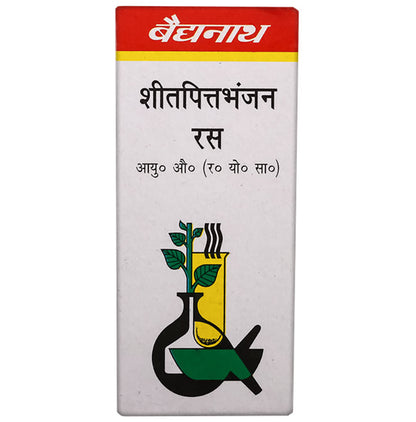 बैद्यनाथ
शीतपित्तभंजन
रस
आयु० औ० (र० यो० सा०)